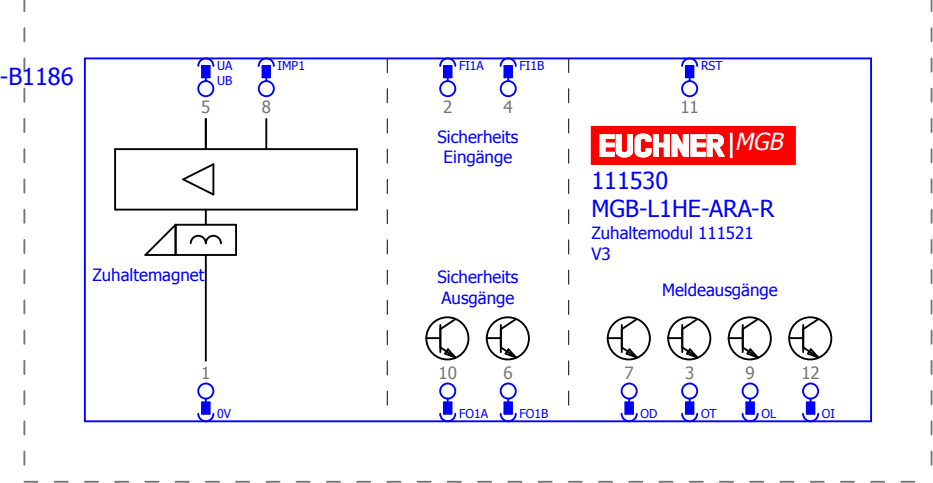 -B1186
UA
UB
IMP1
FI1A
FI1B
RST
5
8
2
4
11
Sicherheits
Eingänge
EUCHNER|MGB
111530
MGB-L1HE-ARA-R
Zuhaltemodul 111521
V3
Zuhaltemagnet
Sicherheits
Ausgänge
Meldeausgänge
1
10
6
7
3
9
12
0V
FO1A
FO1B
OD
OT
OL
OI